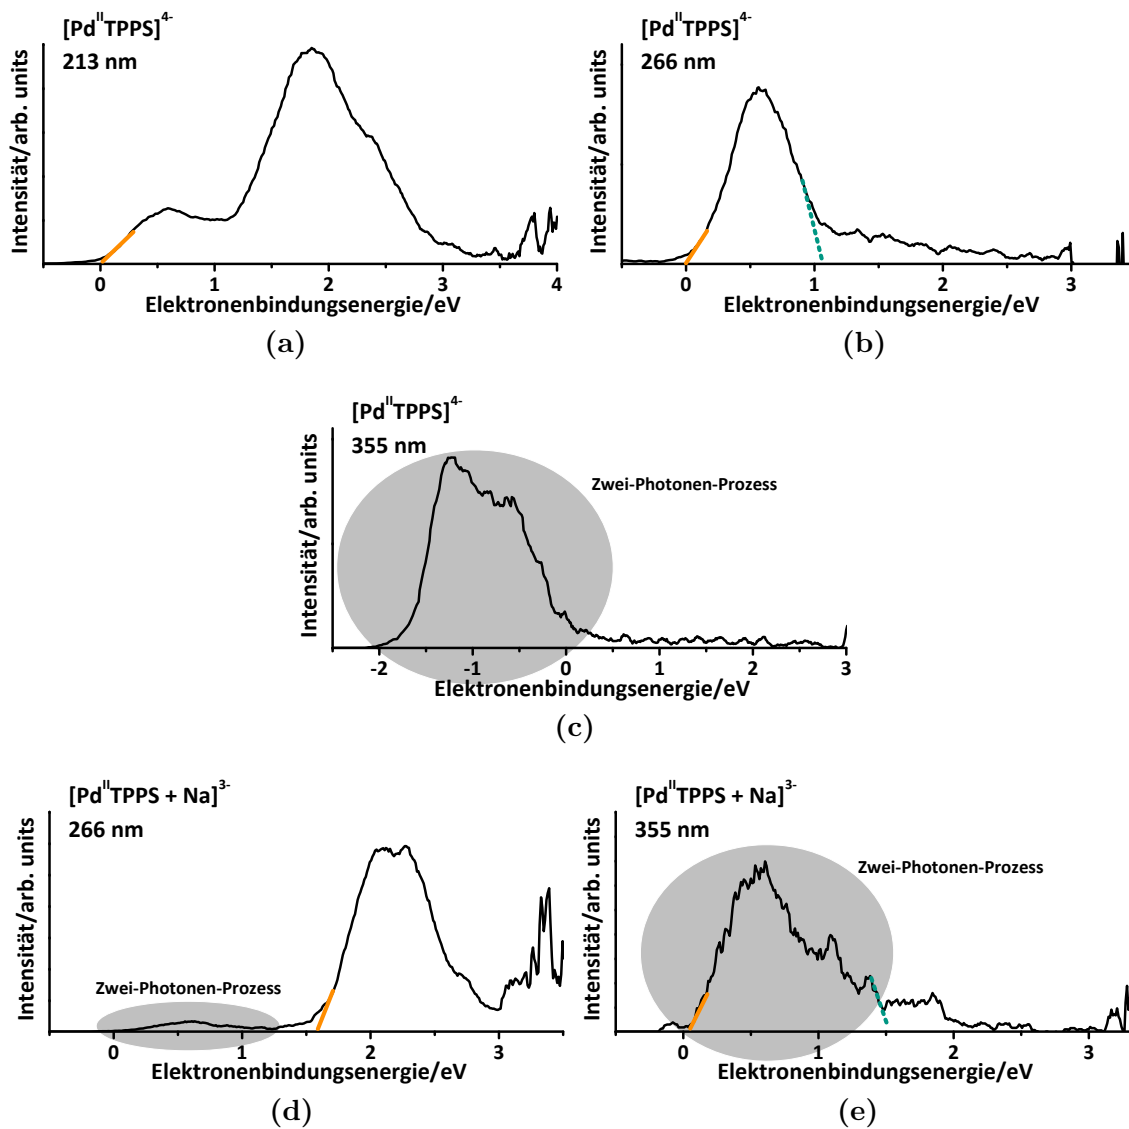 [Pd^II TPPS]^4-
213 nm
Intensität/arb. units
0 1 2 3 4
Elektronenbindungsenergie/eV
(a)
[Pd^II TPPS]^4-
266 nm
Intensität/arb. units
0 1 2 3
Elektronenbindungsenergie/eV
(b)
[Pd^II TPPS]^4-
355 nm
Zwei-Photonen-Prozess
Intensität/arb. units
-2 -1 0 1 2 3
Elektronenbindungsenergie/eV
(c)
[Pd^II TPPS + Na]^3-
266 nm
Intensität/arb. units
Zwei-Photonen-Prozess
0 1 2 3
Elektronenbindungsenergie/eV
(d)
[Pd^II TPPS + Na]^3-
355 nm
Zwei-Photonen-Prozess
Intensität/arb. units
0 1 2 3
Elektronenbindungsenergie/eV
(e)